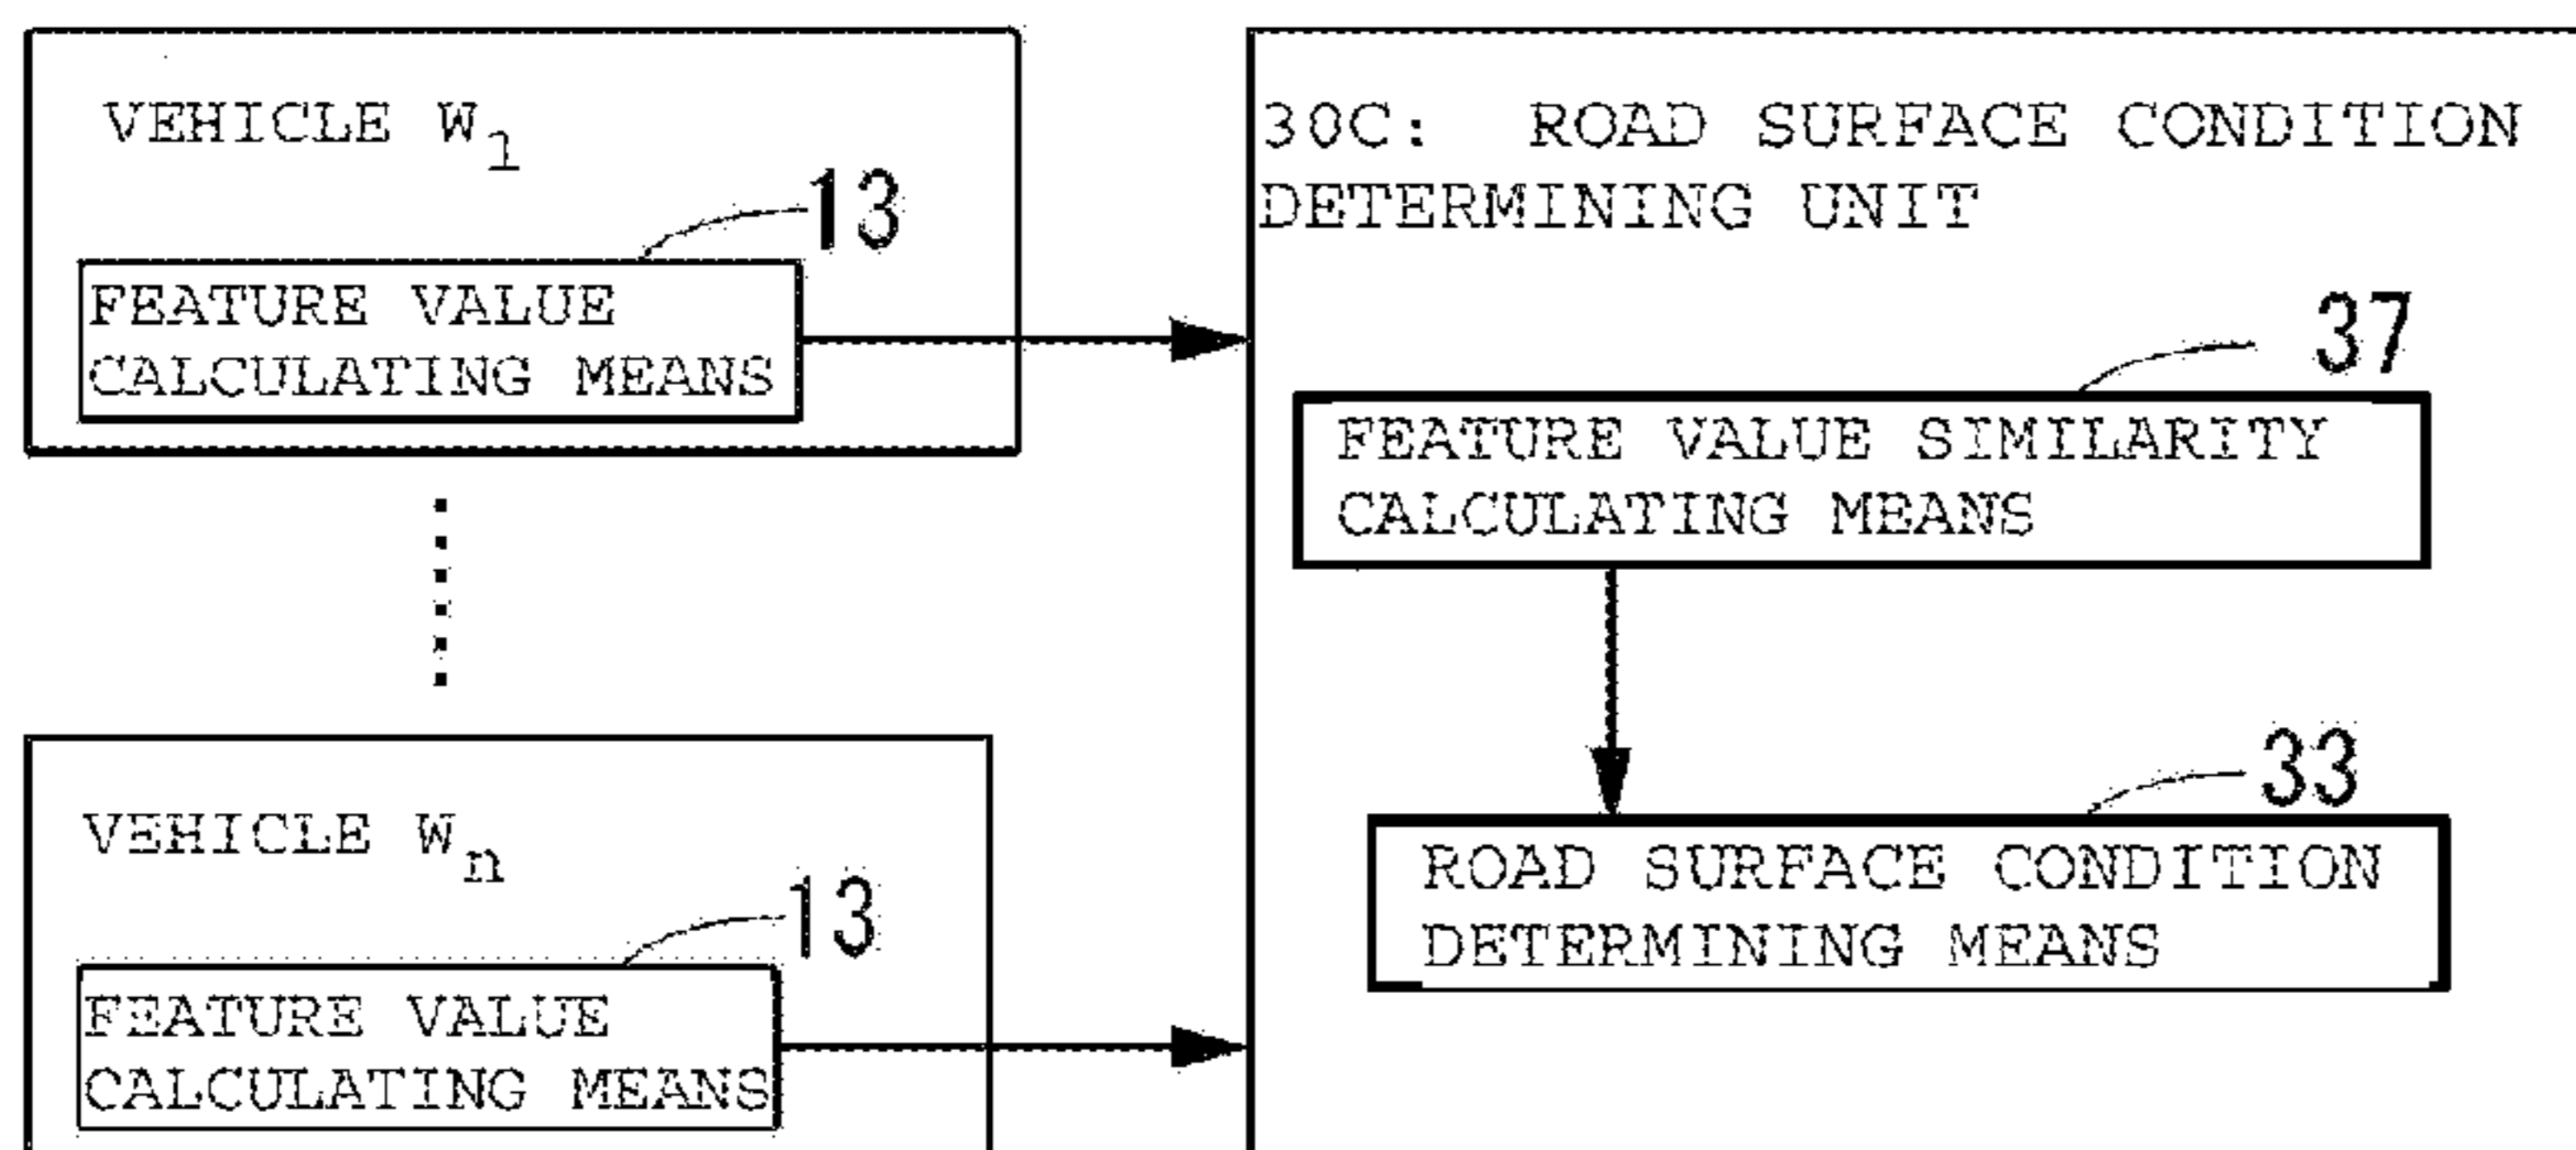 VEHICLE W1
13
FEATURE VALUE
CALCULATING MEANS
VEHICLE Wn
13
FEATURE VALUE
CALCULATING MEANS
30C: ROAD SURFACE CONDITION
DETERMINING UNIT
37
FEATURE VALUE SIMILARITY
CALCULATING MEANS
33
ROAD SURFACE CONDITION
DETERMINING MEANS